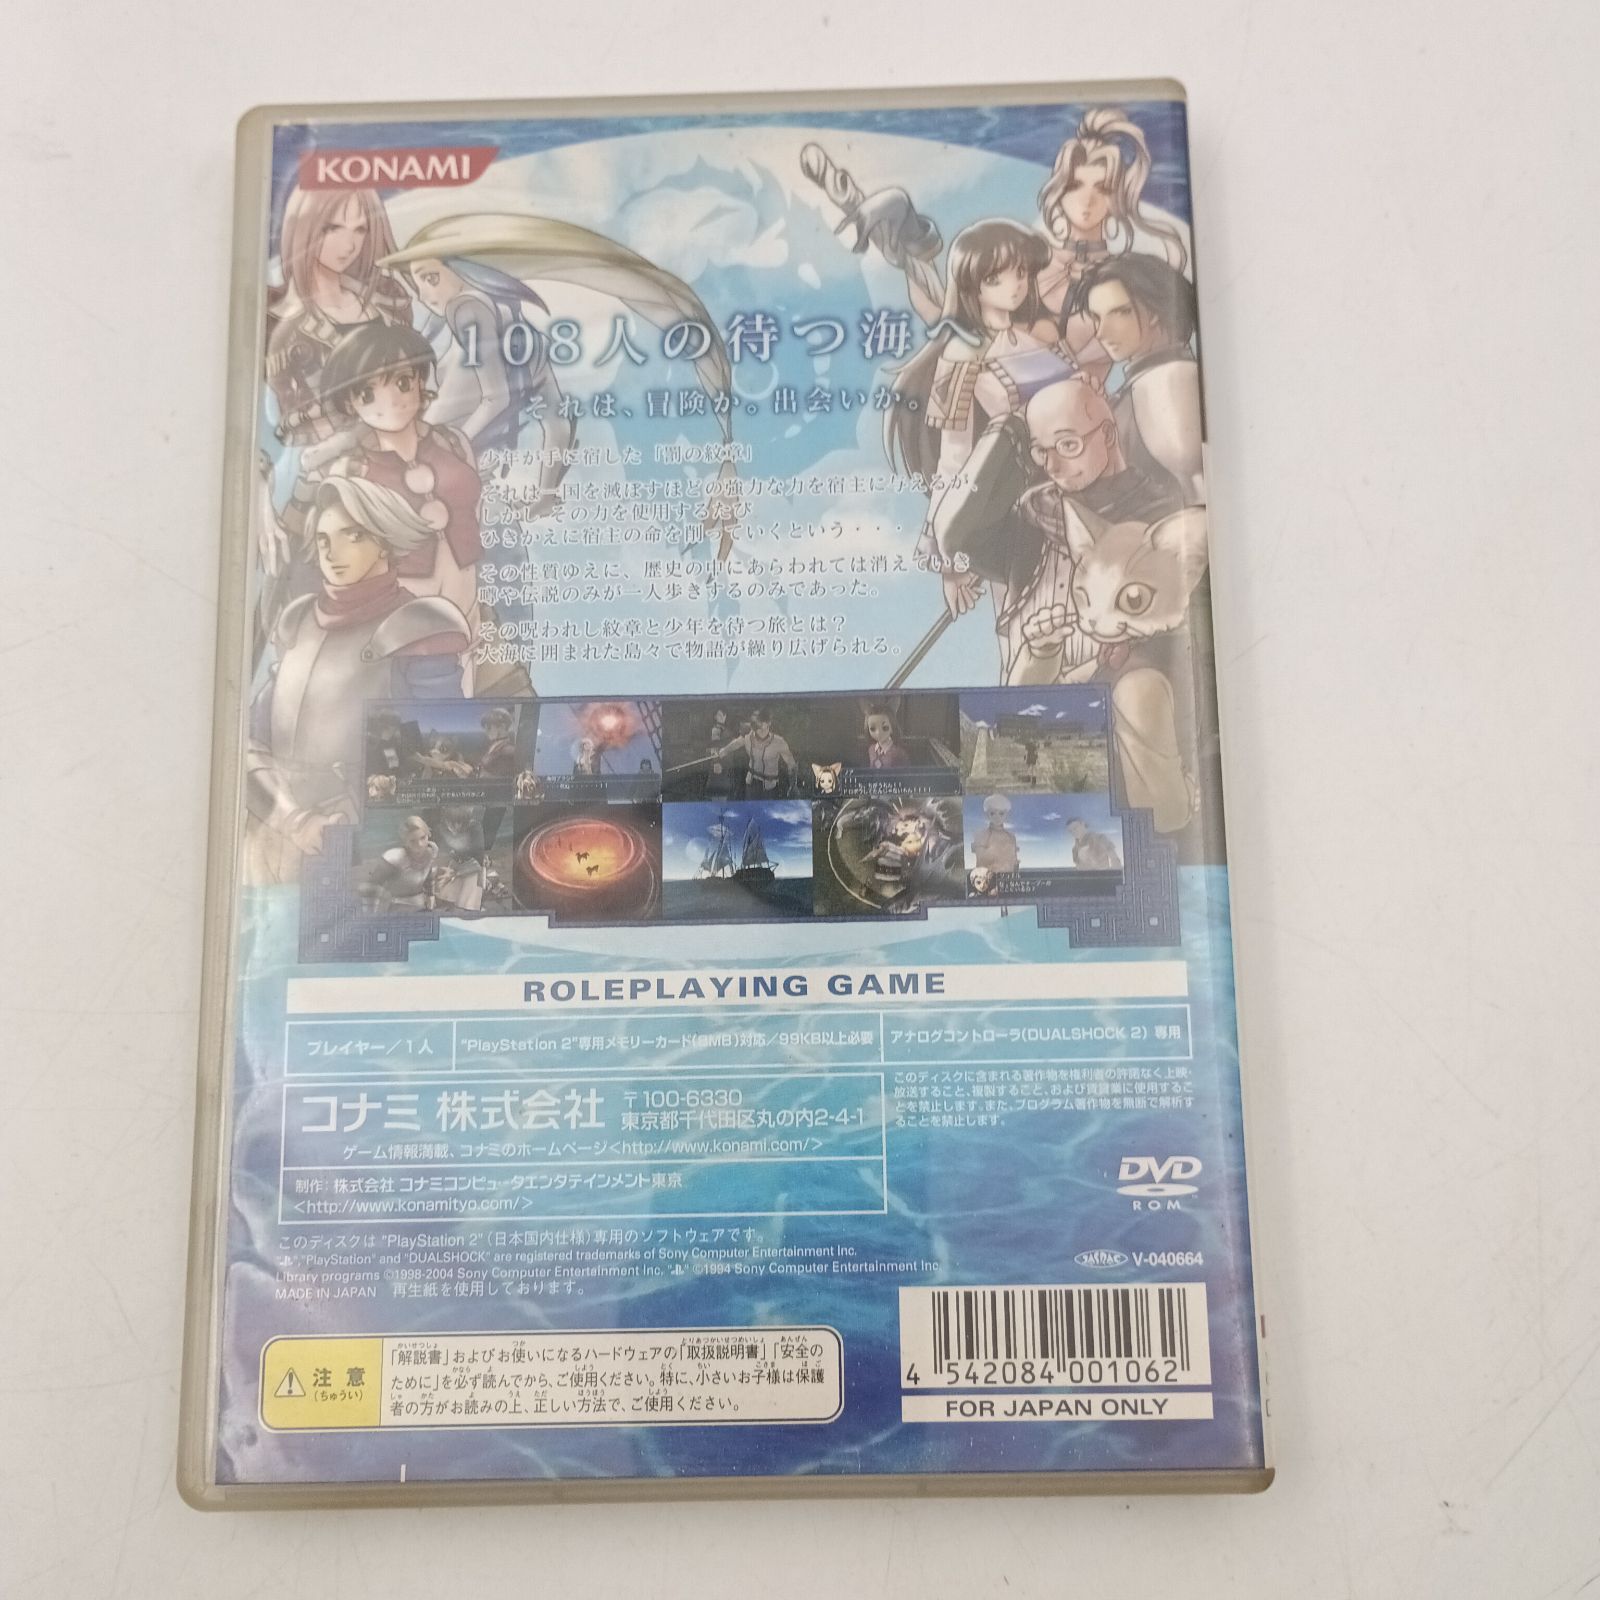 KONAMI
108人の待つ海へ
それは、冒険か。出会いか。
少年が手に宿した「闇の紋章」
それは一国を滅ぼすほどの強力な力を宿主に与えるが、
しかし その力を使用するたび
ひきかえに宿主の命を削っていくという・・・
その性質ゆえに、歴史の中にあらわれては消えていき
噂や伝説のみが一人歩きするのみであった。
その呪われし紋章と少年を待つ旅とは？
大海に囲まれた島々で物語が繰り広げられる。
ROLEPLAYING GAME
プレイヤー／1人
"PlayStation 2"専用メモリーカード(8MB)対応／99KB以上必要
アナログコントローラ(DUALSHOCK 2) 専用
コナミ 株式会社
〒100-6330
東京都千代田区丸の内2-4-1
ゲーム情報満載、コナミのホームページ<http://www.konami.com/>
制作：株式会社 コナミコンピュータエンタテインメント東京
<http://www.konamityo.com/>
このディスクに含まれる著作物を権利者の許諾なく上映・
放送すること、複製すること、および賃貸業に使用するこ
とを禁止します。また、プログラム著作物を無断で解析す
ることを禁止します。
DVD
ROM
このディスクは "PlayStation 2" (日本国内仕様) 専用のソフトウェアです。
"PlayStation" and "DUALSHOCK" are registered trademarks of Sony Computer Entertainment Inc.
Library programs ©1998-2004 Sony Computer Entertainment Inc. ©1994 Sony Computer Entertainment Inc.
MADE IN JAPAN 再生紙を使用しております。
JASRAC V-040664
注意
(ちゅうい)
「解説書」およびお使いになるハードウェアの「取扱説明書」「安全の
ために」を必ず読んでから、ご使用ください。特に、小さいお子様は保護
者の方がお読みの上、正しい方法で、ご使用ください。
4 542084 001062
FOR JAPAN ONLY